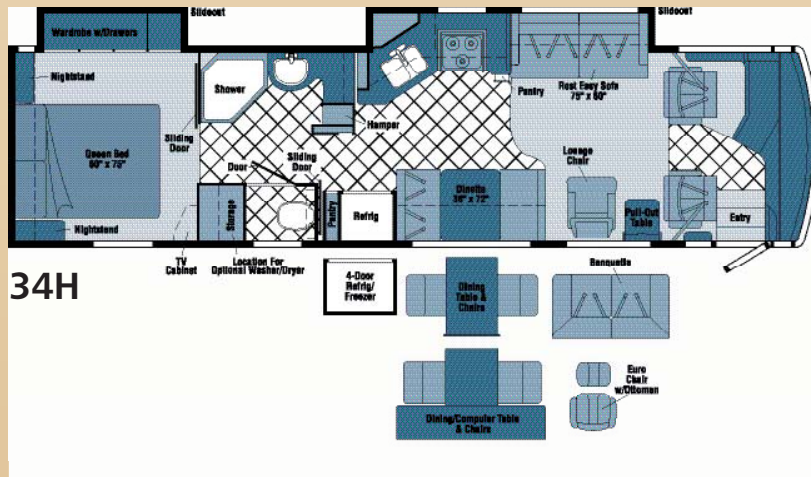 Slideout
Slideout
Wardrobe w/Drawers
Nightstand
Shower
Pantry
Rest Easy Sofa
75" x 60"
Sliding
Door
Hamper
Queen Bed
60" x 75"
Door
Sliding
Door
Lounge
Chair
Dinette
38" x 72"
Storage
Pantry
Refrig
Pull-Out
Table
Entry
Nightstand
TV
Cabinet
Location For
Optional Washer/Dryer
34H
4-Door
Refrig/
Freezer
Dining
Table &
Chairs
Banquette
Euro
Chair
w/Ottoman
Dining/Computer Table
& Chairs